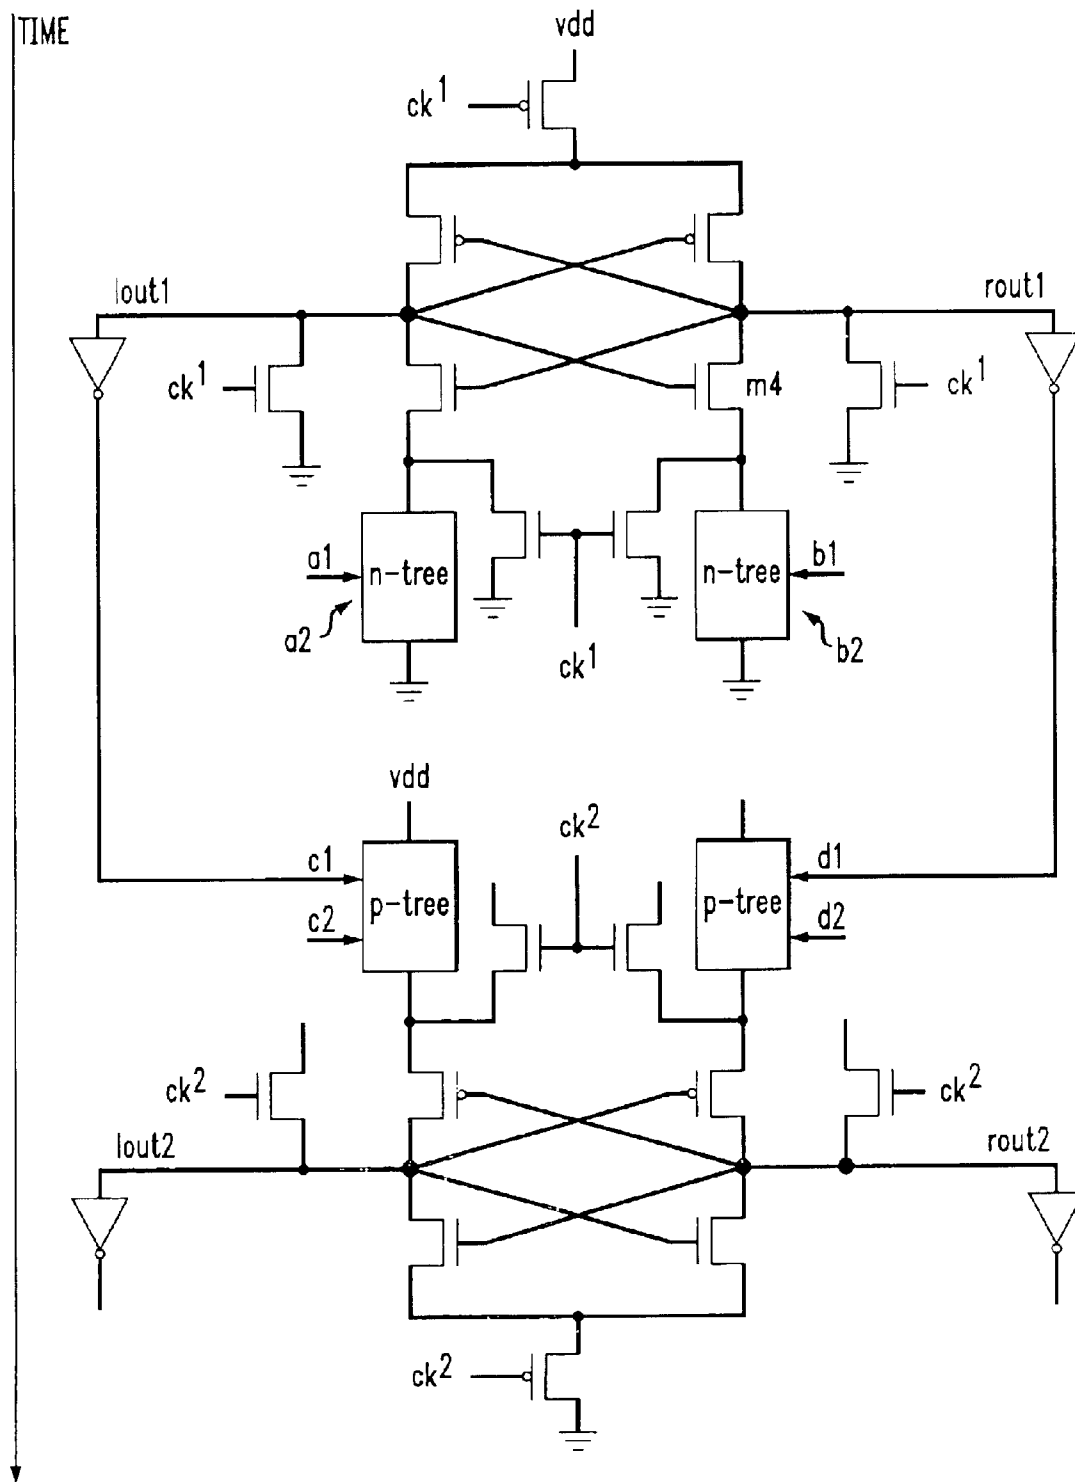 TIME
vdd
ck¹
lout1
rout1
ck¹
m4
ck¹
a1
n-tree
n-tree
b1
a2
ck¹
b2
vdd
ck²
c1
d1
p-tree
p-tree
c2
d2
ck²
ck²
lout2
rout2
ck²